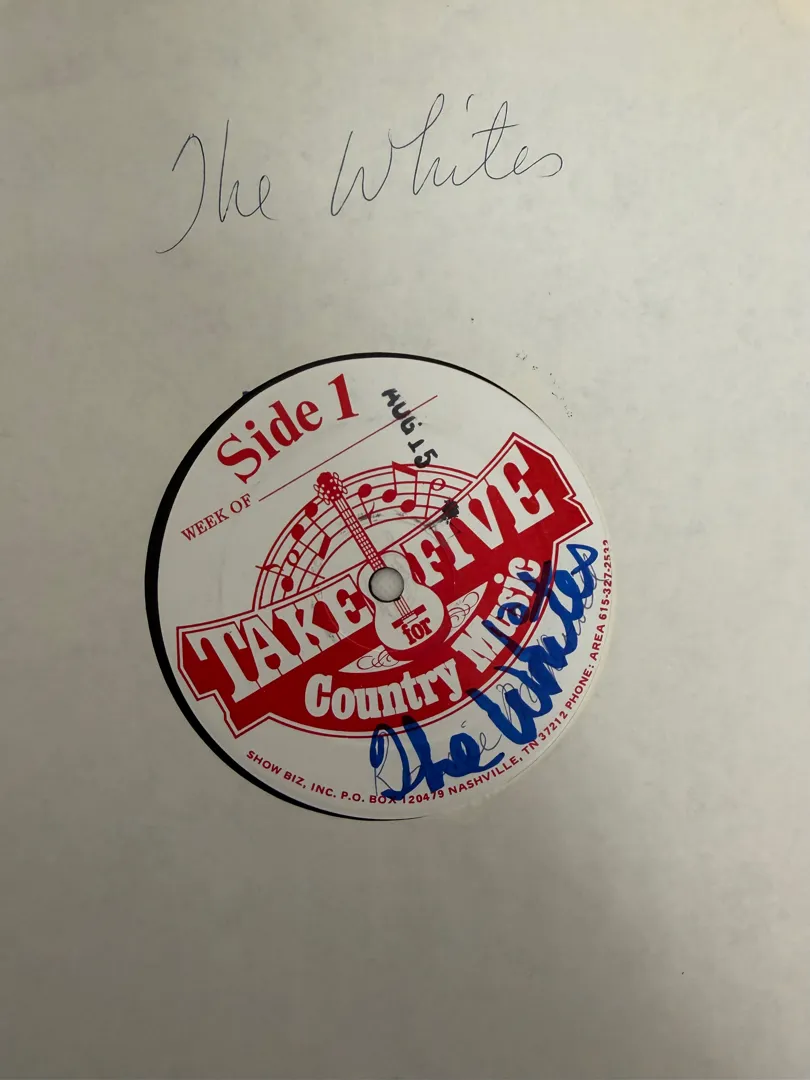 The Whites
Side 1
WEEK OF
AUG 15
TAKE FIVE
for
Country Music
The Whites
SHOW BIZ, INC. P.O. BOX 120479 NASHVILLE, TN 37212 PHONE: AREA 615-327-2532